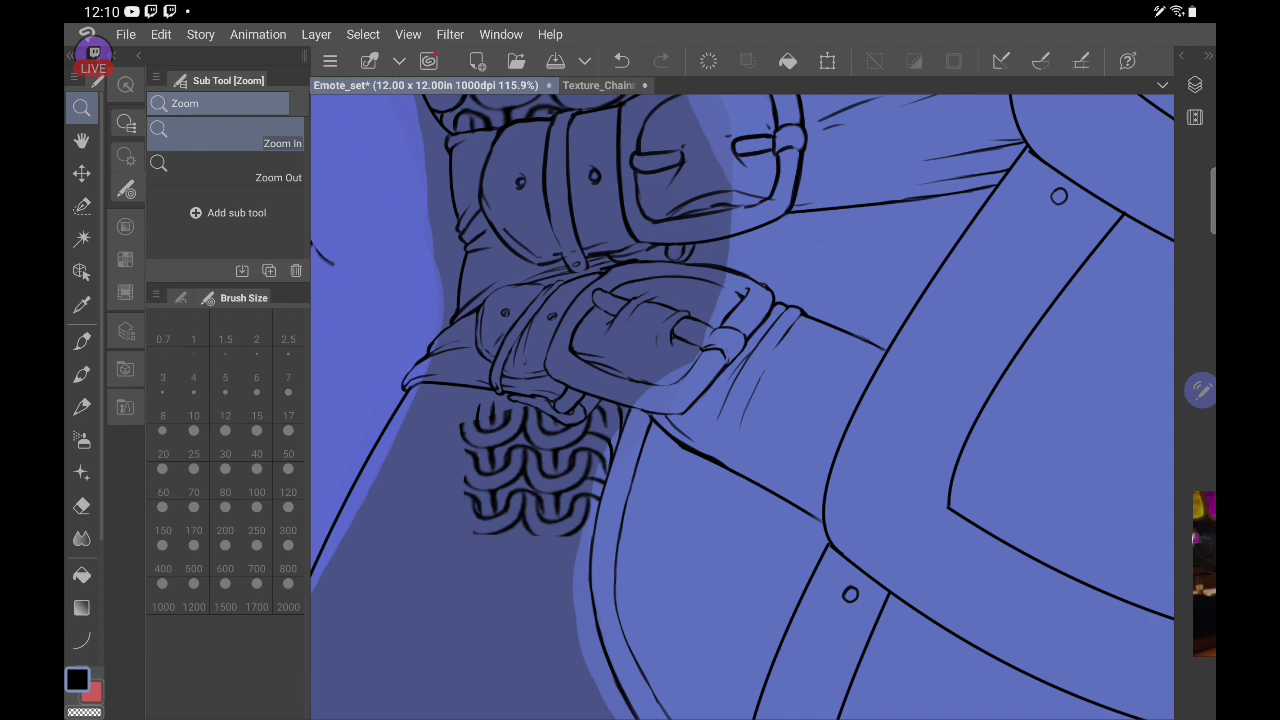 12:10
File Edit Story Animation Layer Select View Filter Window Help
LIVE
Sub Tool [Zoom]
Emote_set* (12.00 x 12.00in 1000dpi 115.9%)
Texture_Chain
Zoom
Zoom In
Zoom Out
Add sub tool
Brush Size
0.7 1 1.5 2 2.5
3 4 5 6 7
8 10 12 15 17
20 25 30 40 50
60 70 80 100 120
150 170 200 250 300
400 500 600 700 800
1000 1200 1500 1700 2000